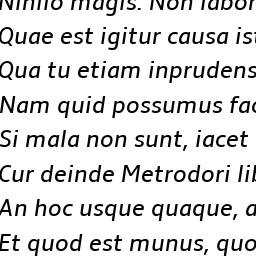 Nihilo magis. Non labor
Quae est igitur causa ist
Qua tu etiam inprudens
Nam quid possumus fac
Si mala non sunt, iacet
Cur deinde Metrodori lib
An hoc usque quaque, a
Et quod est munus, quo